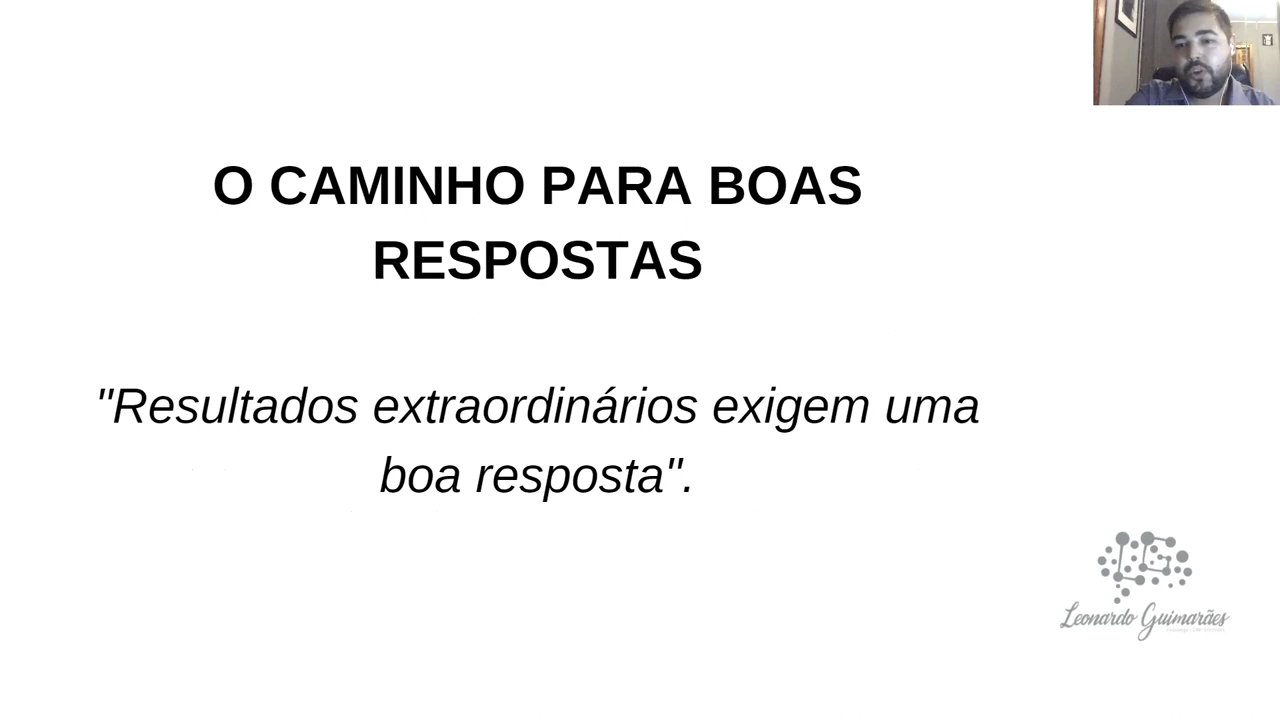 O CAMINHO PARA BOAS
RESPOSTAS
"Resultados extraordinários exigem uma
boa resposta".
Leonardo Guimarães